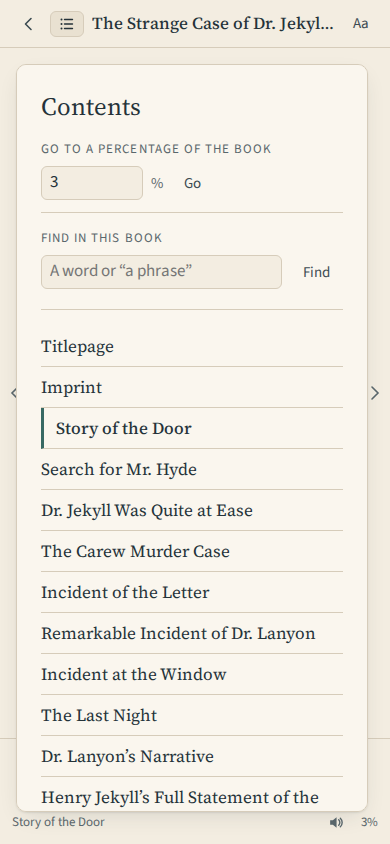 The Strange Case of Dr. Jekyl... Aa
Contents
GO TO A PERCENTAGE OF THE BOOK
3 % Go
FIND IN THIS BOOK
A word or “a phrase” Find
Titlepage
Imprint
Story of the Door
Search for Mr. Hyde
Dr. Jekyll Was Quite at Ease
The Carew Murder Case
Incident of the Letter
Remarkable Incident of Dr. Lanyon
Incident at the Window
The Last Night
Dr. Lanyon’s Narrative
Henry Jekyll’s Full Statement of the
Story of the Door 3%